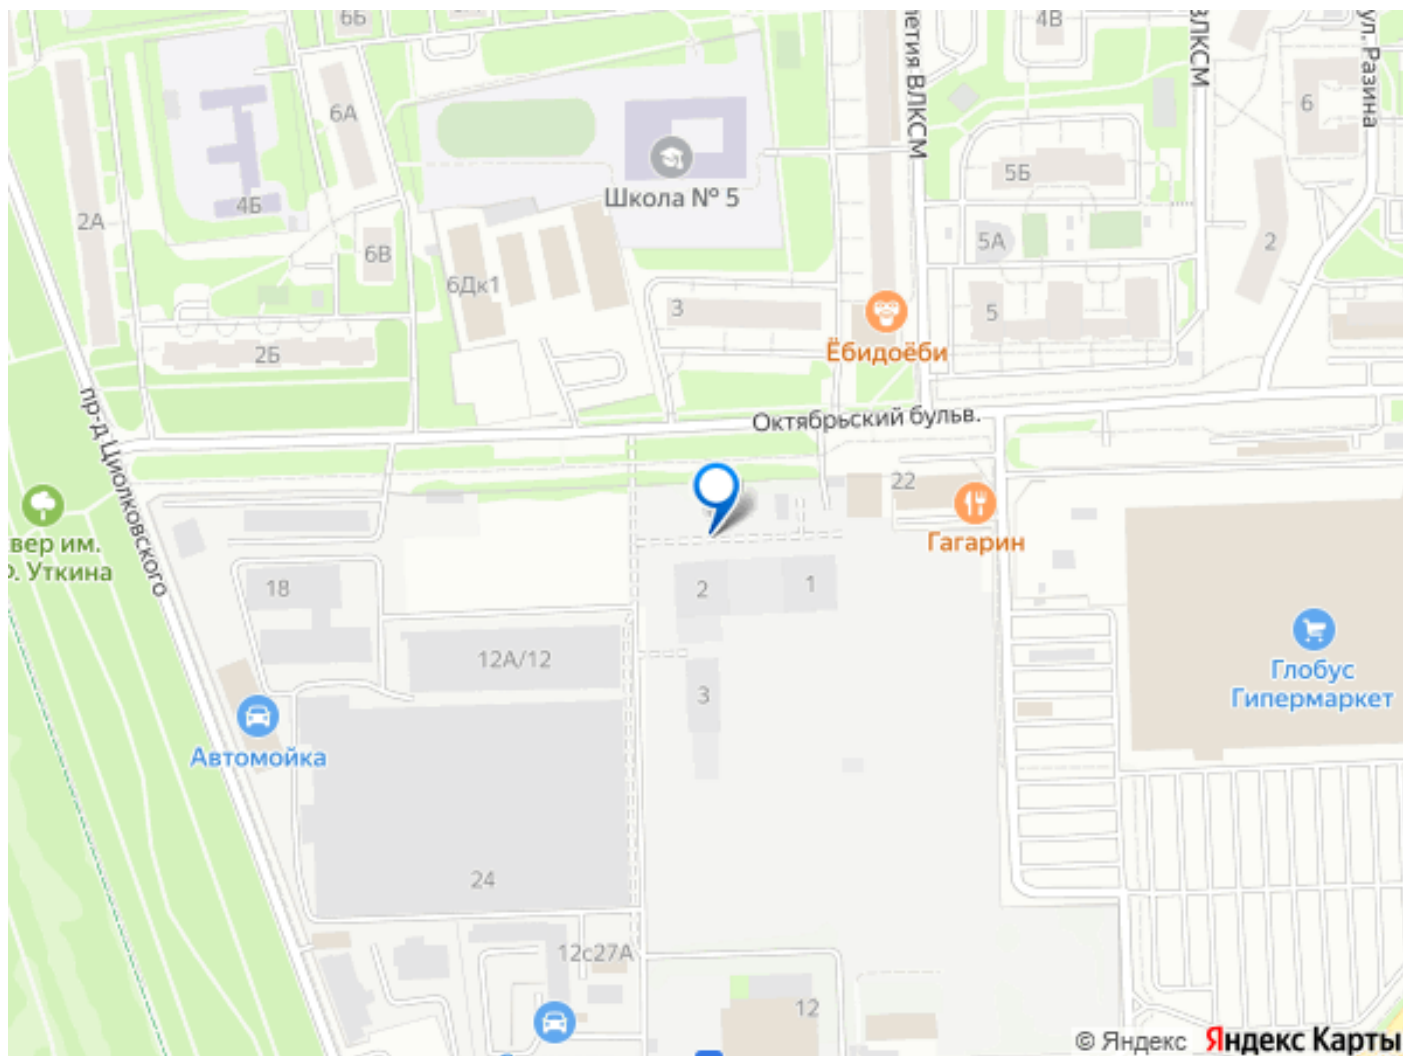 6Б
4В
летия ВЛКСМ
ВЛКСМ
ул. Разина
6А
6
Школа № 5
5Б
4Б
2А
6В
5А
2
6Дк1
3
5
Ёбидоёби
2Б
пр-д Циолковского
Октябрьский бульв.
22
Гагарин
вер им.
Ф. Уткина
18
2
1
12А/12
Глобус
Гипермаркет
3
Автомойка
24
12с27А
12
© Яндекс Яндекс Карты